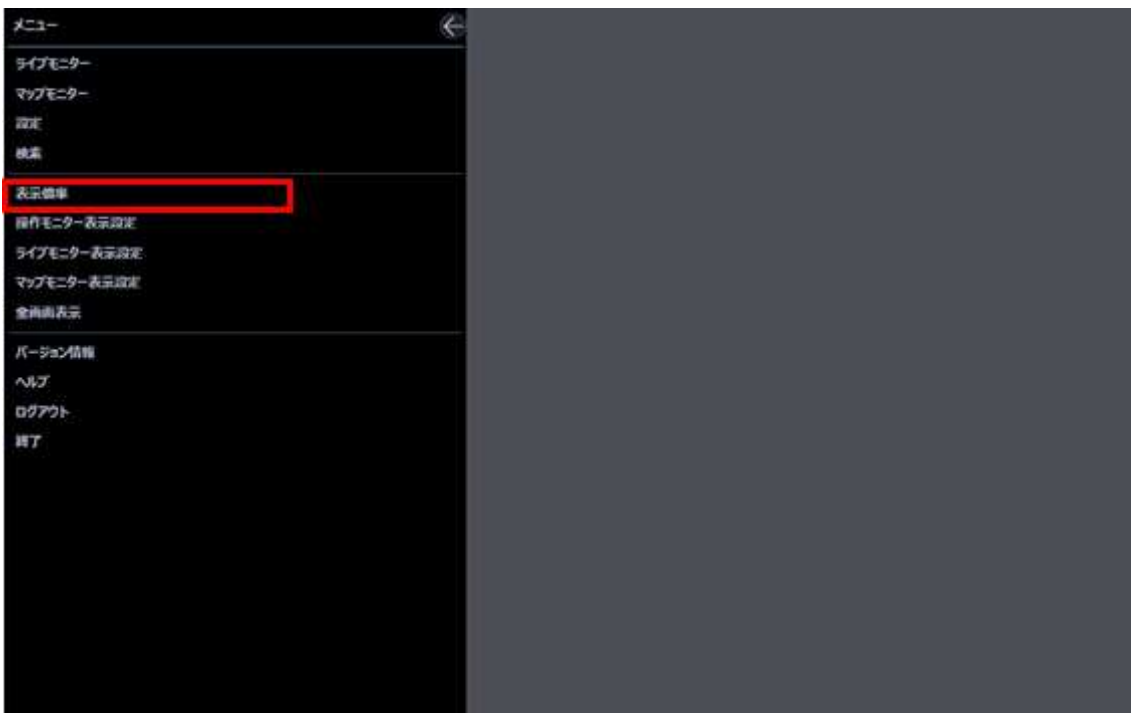 メニュー
ライブモニター
マップモニター
設定
検索
表示倍率
操作モニター表示設定
ライブモニター表示設定
マップモニター表示設定
全画面表示
バージョン情報
ヘルプ
ログアウト
終了